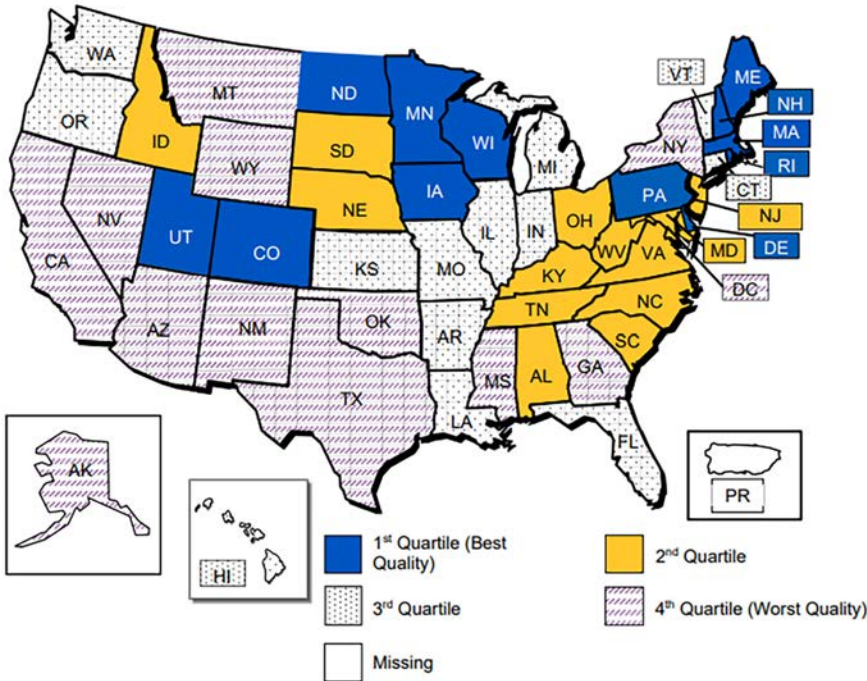 WA
MT
ND
MN
VT
ME
OR
ID
SD
WI
MI
NY
NH
MA
RI
WY
IA
PA
CT
NE
NV
UT
CO
IL
IN
OH
NJ
CA
KS
MO
WV
VA
MD
DE
KY
DC
AZ
NM
OK
AR
TN
NC
SC
TX
MS
AL
GA
LA
FL
AK
PR
HI
1st Quartile (Best
Quality)
2nd Quartile
3rd Quartile
4th Quartile (Worst Quality)
Missing